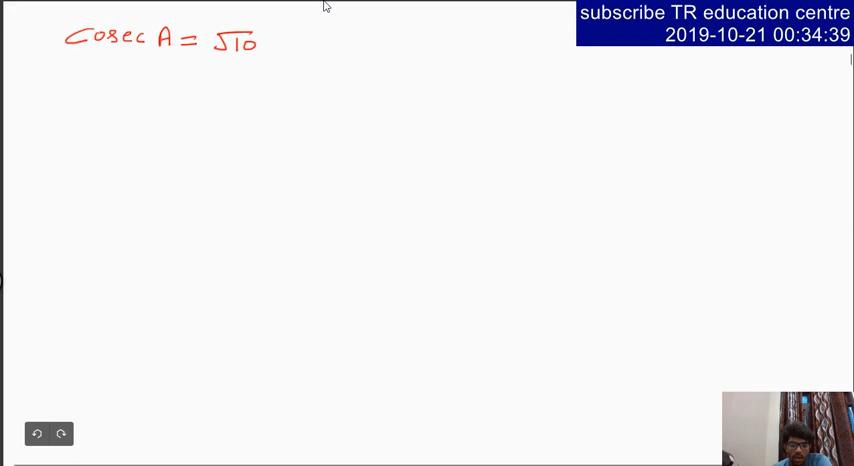 Cosec A = √10
subscribe TR education centre
2019-10-21 00:34:39